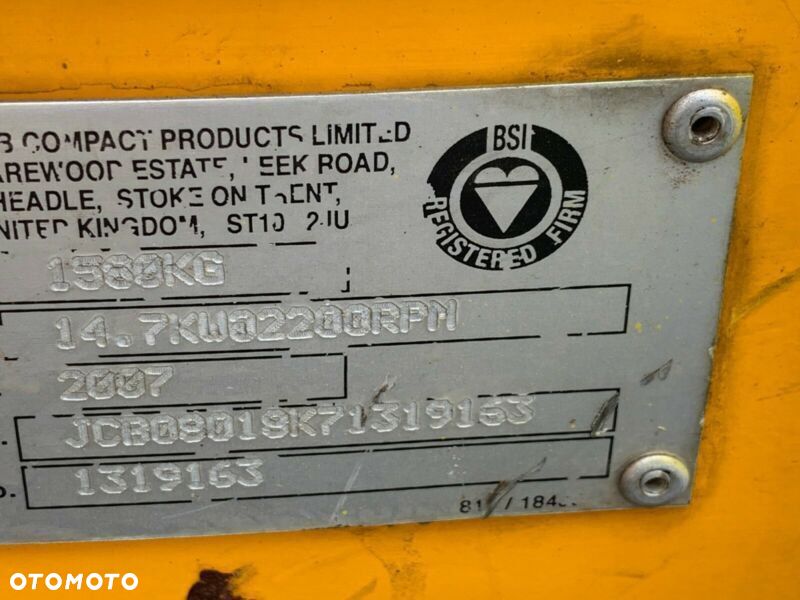 B COMPACT PRODUCTS LIMITED
AREWOOD ESTATE, LEEK ROAD,
HEADLE, STOKE ON TRENT,
NITED KINGDOM, ST10 2JU
BSI
REGISTERED FIRM
1580KG
14.7KW@2200RPM
2007
JCB08018K71319163
1319163
OTOMOTO